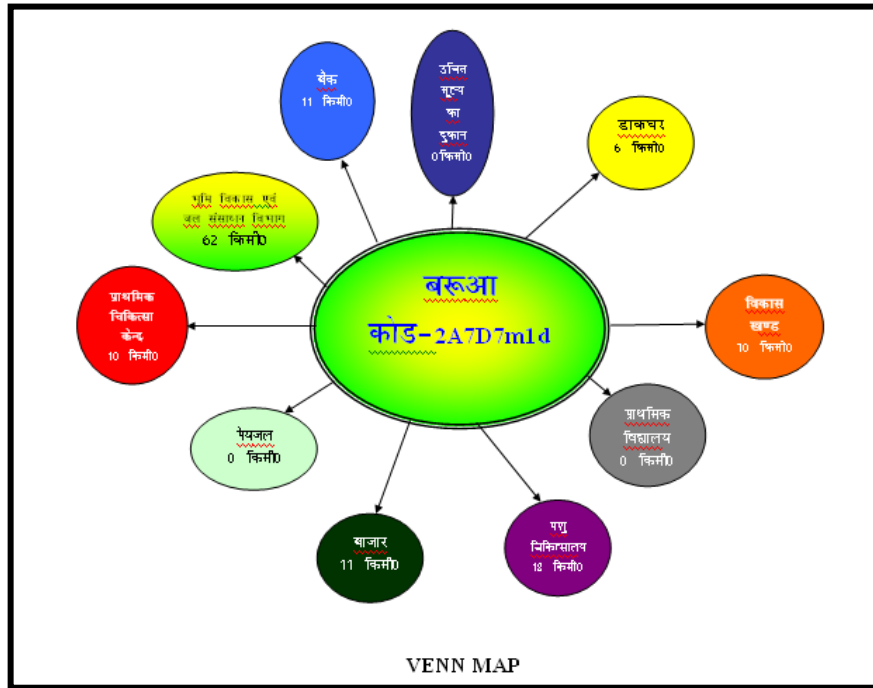 बैंक
11 किमी0
उचित
मूल्य
का
दुकान
0 किमी0
डाकघर
6 किमी0
भूमि विकास एवं
जल संसाधन विभाग
62 किमी0
बरूआ
कोड-2A7D7m1d
प्राथमिक
चिकित्सा
केन्द्र
10 किमी0
विकास
खण्ड
10 किमी0
पेयजल
0 किमी0
प्राथमिक
विद्यालय
0 किमी0
बाजार
11 किमी0
पशु
चिकित्सालय
18 किमी0
VENN MAP